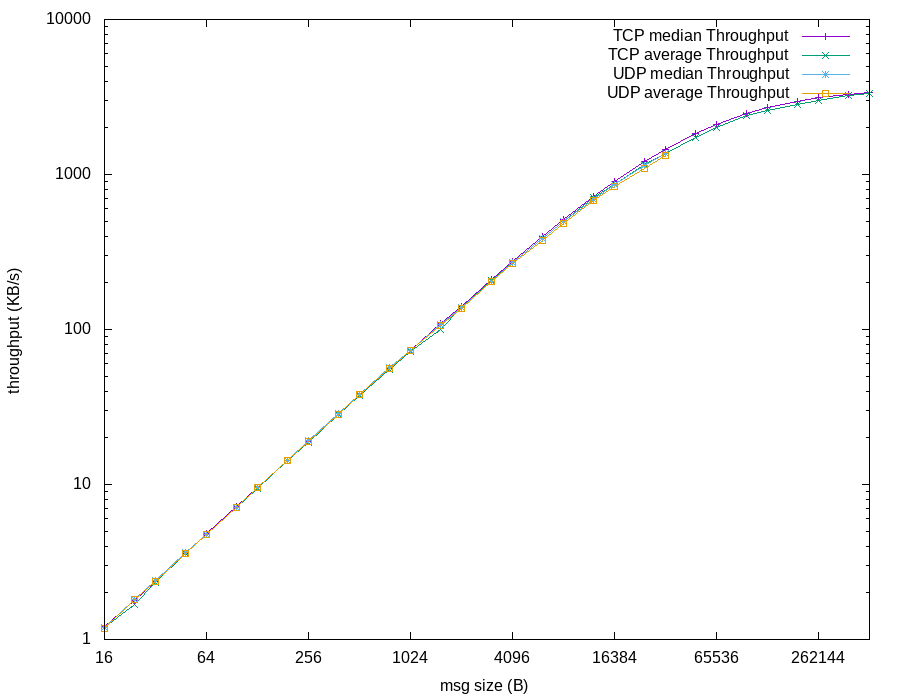 10000
1000
100
10
1
throughput (KB/s)
TCP median Throughput
TCP average Throughput
UDP median Throughput
UDP average Throughput
16 64 256 1024 4096 16384 65536 262144
msg size (B)